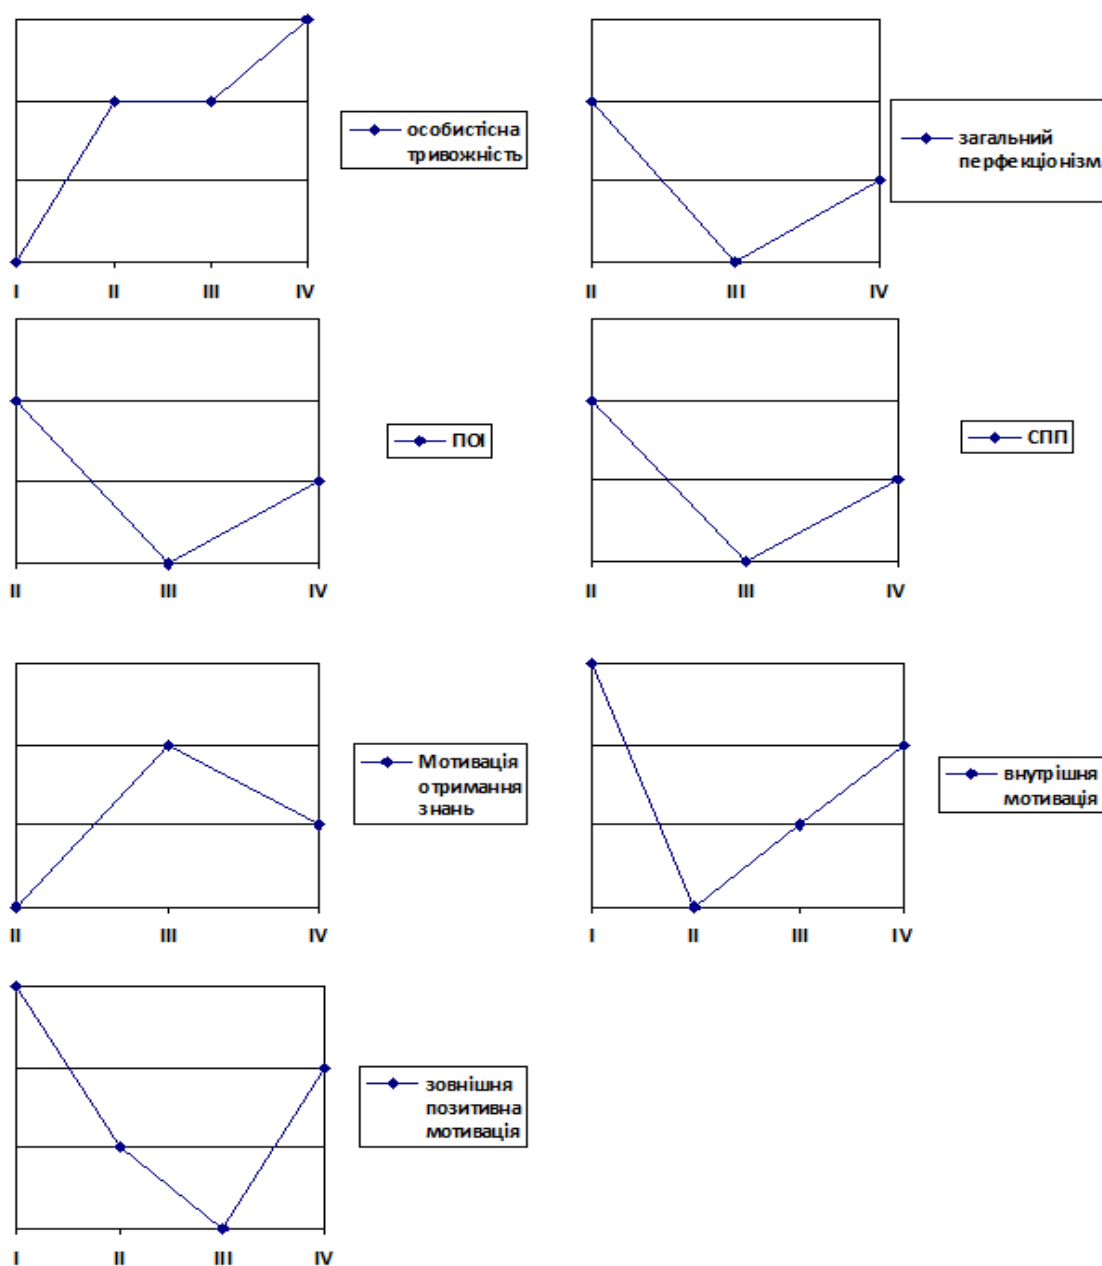 особистісна
тривожність
I II III IV
загальний
перфекціонізм
II III IV
ПОІ
II III IV
СПП
II III IV
Мотивація
отримання
знань
II III IV
внутрішня
мотивація
I II III IV
зовнішня
позитивна
мотивація
I II III IV